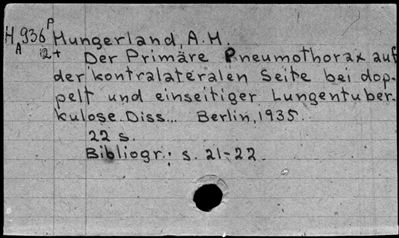 H,936 P Hungerland, A.H.
A 2+ Der Primäre Pneumothorax auf
der kontralateralen Seite bei dop-
pelt und einseitiger Lungentuber-
kulose. Diss... Berlin, 1935.
22 s.
Bibliogr.: s. 21-22.